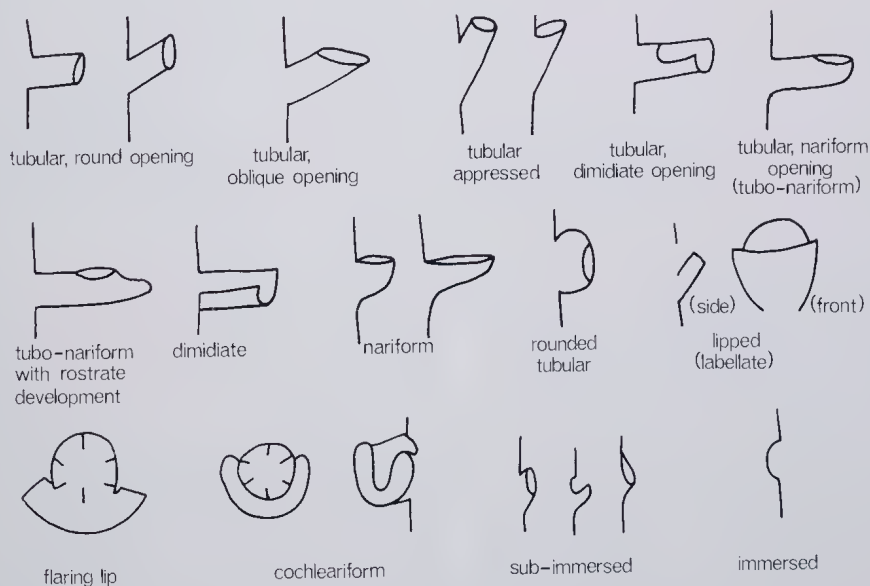 tubular, round opening
tubular,
oblique opening
tubular
appressed
tubular,
dimidiate opening
tubular, nariform
opening
(tubo-nariform)
tubo-nariform
with rostrate
development
dimidiate
nariform
rounded
tubular
(side)
(front)
lipped
(labellate)
flaring lip
cochleariform
sub-immersed
immersed